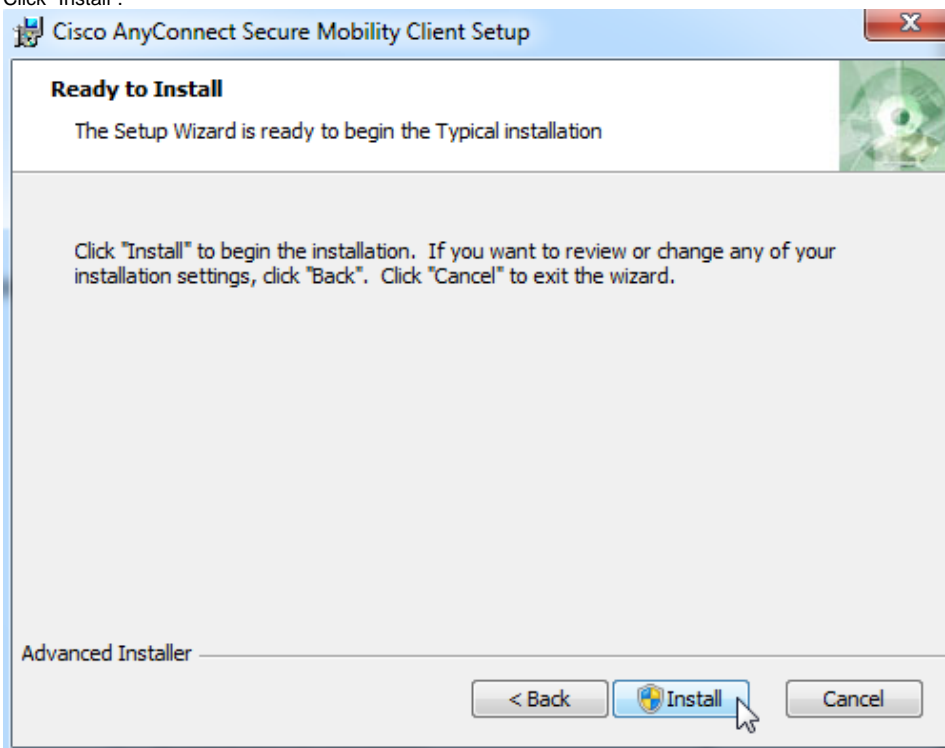 Click "Install".
Cisco AnyConnect Secure Mobility Client Setup
Ready to Install
The Setup Wizard is ready to begin the Typical installation
Click "Install" to begin the installation.  If you want to review or change any of your
installation settings, click "Back".  Click "Cancel" to exit the wizard.
Advanced Installer
< Back
Install
Cancel